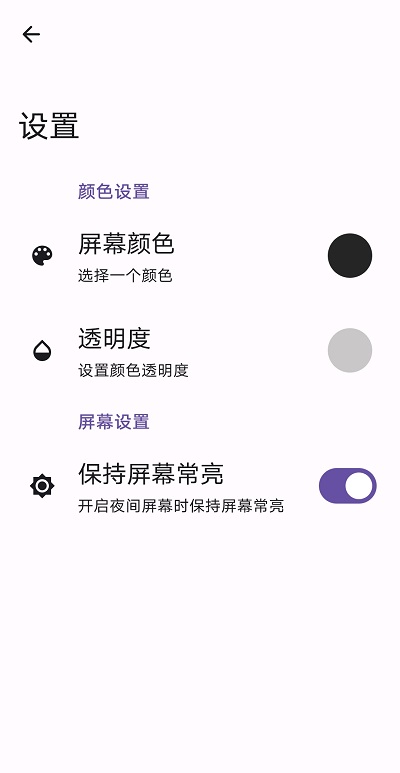 设置
颜色设置
屏幕颜色
选择一个颜色
透明度
设置颜色透明度
屏幕设置
保持屏幕常亮
开启夜间屏幕时保持屏幕常亮